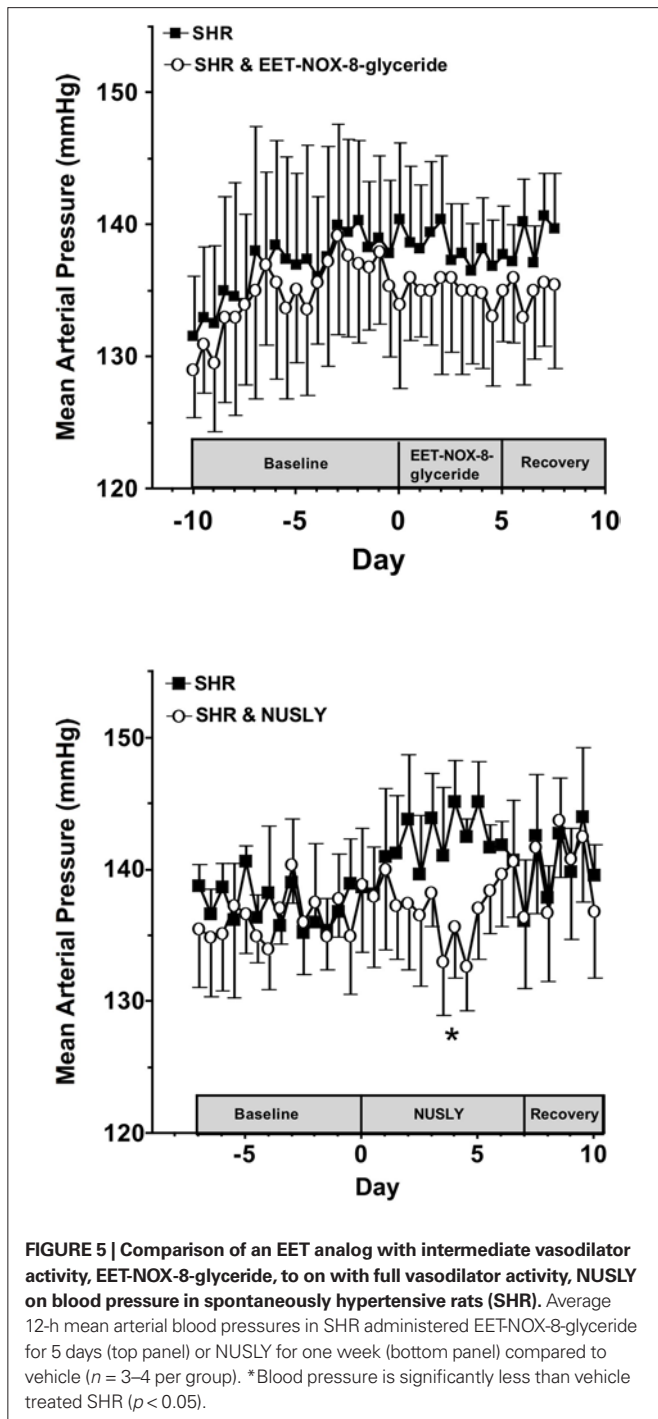 SHR
SHR & EET-NOX-8-glyceride
Mean Arterial Pressure (mmHg)
150
140
130
120
Baseline
EET-NOX-8-
glyceride
Recovery
-10
-5
0
5
10
Day
SHR
SHR & NUSLY
Mean Arterial Pressure (mmHg)
150
140
130
120
*
Baseline
NUSLY
Recovery
-5
0
5
10
Day
FIGURE 5 | Comparison of an EET analog with intermediate vasodilator
activity, EET-NOX-8-glyceride, to on with full vasodilator activity, NUSLY
on blood pressure in spontaneously hypertensive rats (SHR). Average
12-h mean arterial blood pressures in SHR administered EET-NOX-8-glyceride
for 5 days (top panel) or NUSLY for one week (bottom panel) compared to
vehicle (n = 3–4 per group). *Blood pressure is significantly less than vehicle
treated SHR (p < 0.05).